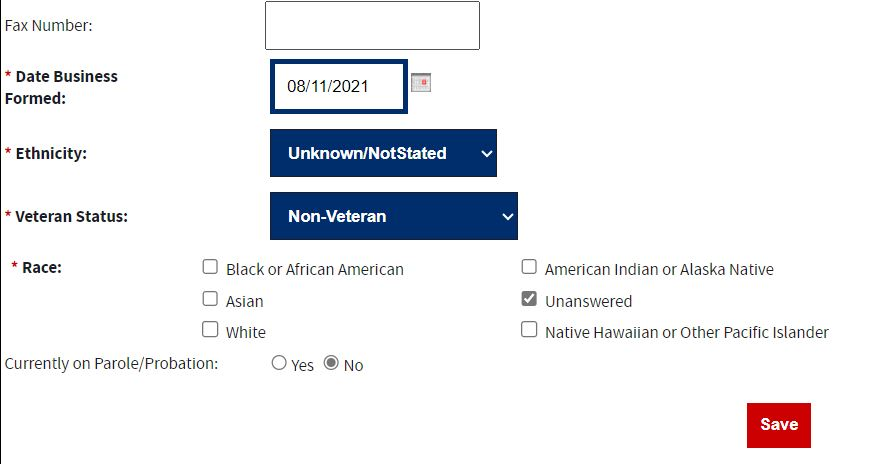 Fax Number:
* Date Business
Formed:
08/11/2021
* Ethnicity:
Unknown/NotStated
* Veteran Status:
Non-Veteran
* Race:
Black or African American
American Indian or Alaska Native
Asian
Unanswered
White
Native Hawaiian or Other Pacific Islander
Currently on Parole/Probation:
Yes
No
Save